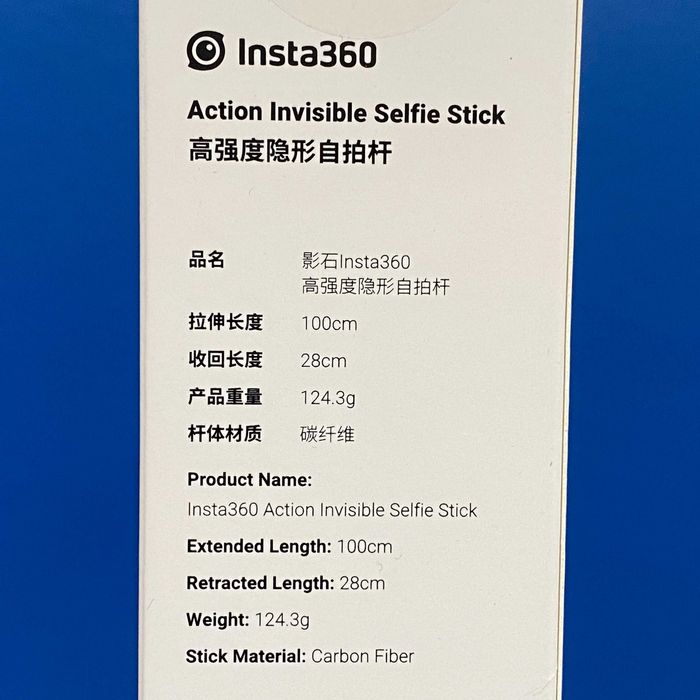 Insta360
Action Invisible Selfie Stick
高强度隐形自拍杆
品名 影石Insta360
高强度隐形自拍杆
拉伸长度 100cm
收回长度 28cm
产品重量 124.3g
杆体材质 碳纤维
Product Name:
Insta360 Action Invisible Selfie Stick
Extended Length: 100cm
Retracted Length: 28cm
Weight: 124.3g
Stick Material: Carbon Fiber